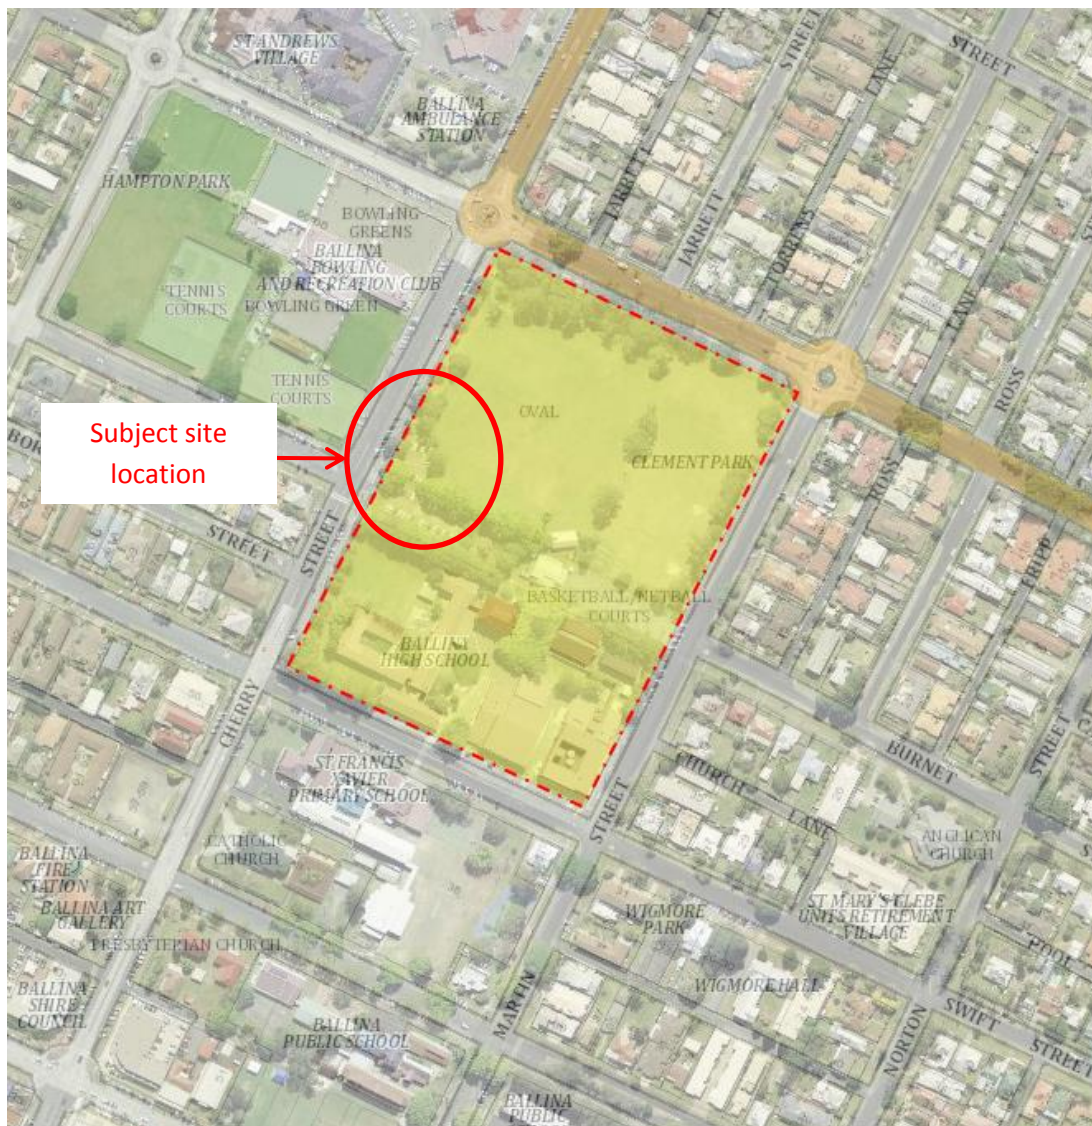 ST ANDREWS
VILLAGE
BALLINA
AMBULANCE
STATION
STREET
LANE
STREET
HAMPTON PARK
BOWLING
GREENS
BALLINA
BOWLING
AND RECREATION CLUB
BOWLING GREEN
TENNIS
COURTS
TENNIS
COURTS
JARRETT
JARRETT
TORRENS
LANE
ROSS
Subject site
location
OVAL
CLEMENT PARK
ROSS
STREET
STREET
FRIPP
BASKETBALL/NETBALL
COURTS
BALLINA
HIGH SCHOOL
CHERRY
STREET
BURNET
STREET
CHURCH
LANE
ST FRANCIS
XAVIER
PRIMARY SCHOOL
CATHOLIC
CHURCH
ANGLICAN
CHURCH
BALLINA
FIRE
STATION
BALLINA ART
GALLERY
PRESBYTERIAN CHURCH
WIGMORE
PARK
ST MARY'S GLEBE
UNITS RETIREMENT
VILLAGE
POOL
BALLINA
SHIRE
COUNCIL
WIGMORE HALL
MARTIN
SWIFT
STREET
NORTON
BALLINA
PUBLIC SCHOOL
BALLINA
PUBLIC